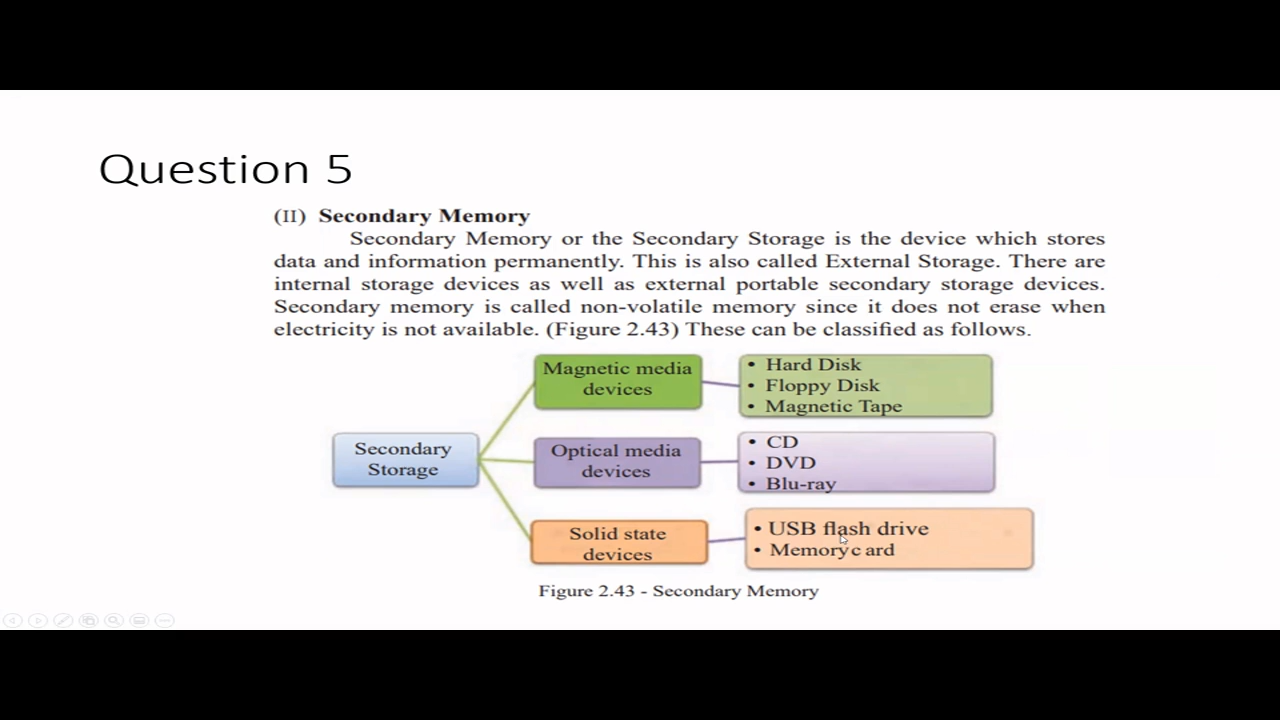 Question 5
(II) Secondary Memory
Secondary Memory or the Secondary Storage is the device which stores
data and information permanently. This is also called External Storage. There are
internal storage devices as well as external portable secondary storage devices.
Secondary memory is called non-volatile memory since it does not erase when
electricity is not available. (Figure 2.43) These can be classified as follows.
Secondary
Storage
Magnetic media
devices
• Hard Disk
• Floppy Disk
• Magnetic Tape
Optical media
devices
• CD
• DVD
• Blu-ray
Solid state
devices
• USB flash drive
• Memoryc ard
Figure 2.43 - Secondary Memory